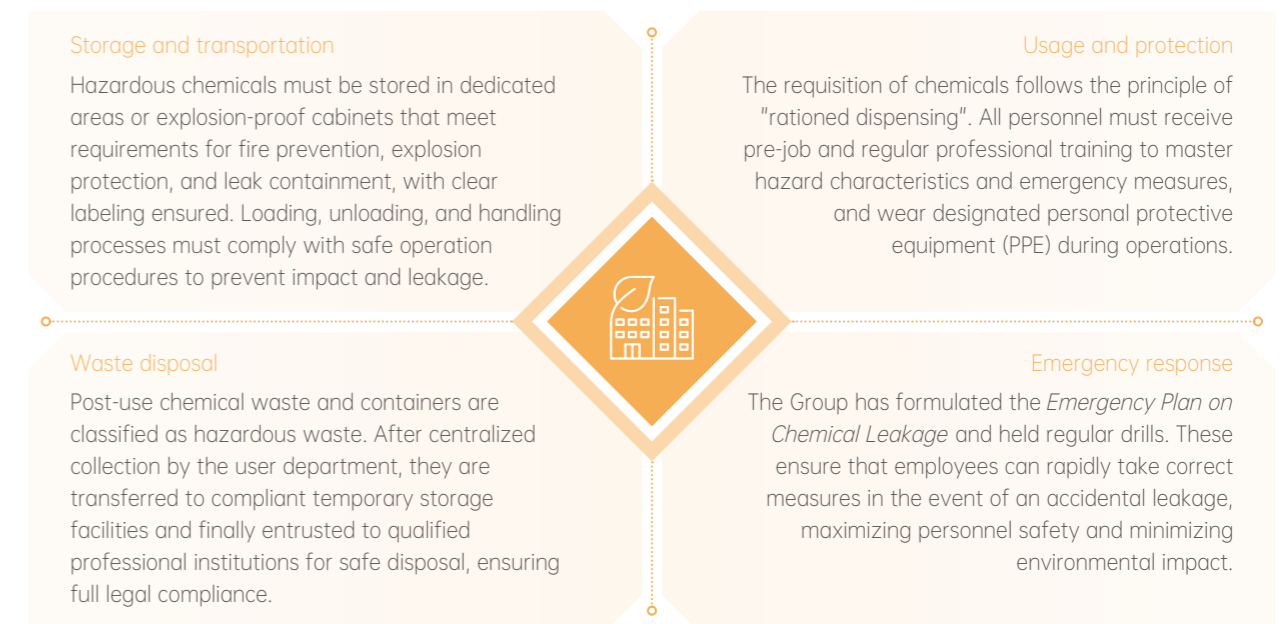 Storage and transportation
Hazardous chemicals must be stored in dedicated
areas or explosion-proof cabinets that meet
requirements for fire prevention, explosion
protection, and leak containment, with clear
labeling ensured. Loading, unloading, and handling
processes must comply with safe operation
procedures to prevent impact and leakage.
Usage and protection
The requisition of chemicals follows the principle of
"rationed dispensing". All personnel must receive
pre-job and regular professional training to master
hazard characteristics and emergency measures,
and wear designated personal protective
equipment (PPE) during operations.
Waste disposal
Post-use chemical waste and containers are
classified as hazardous waste. After centralized
collection by the user department, they are
transferred to compliant temporary storage
facilities and finally entrusted to qualified
professional institutions for safe disposal, ensuring
full legal compliance.
Emergency response
The Group has formulated the Emergency Plan on
Chemical Leakage and held regular drills. These
ensure that employees can rapidly take correct
measures in the event of an accidental leakage,
maximizing personnel safety and minimizing
environmental impact.